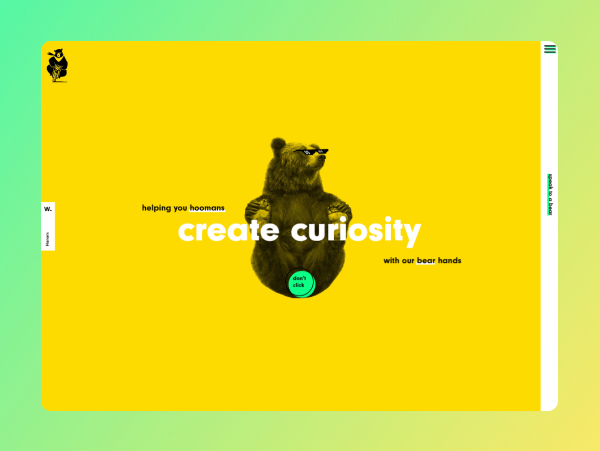 helping you hoomans
create curiosity
with our bear hands
don't
click
W.
Honors
speak to a bear